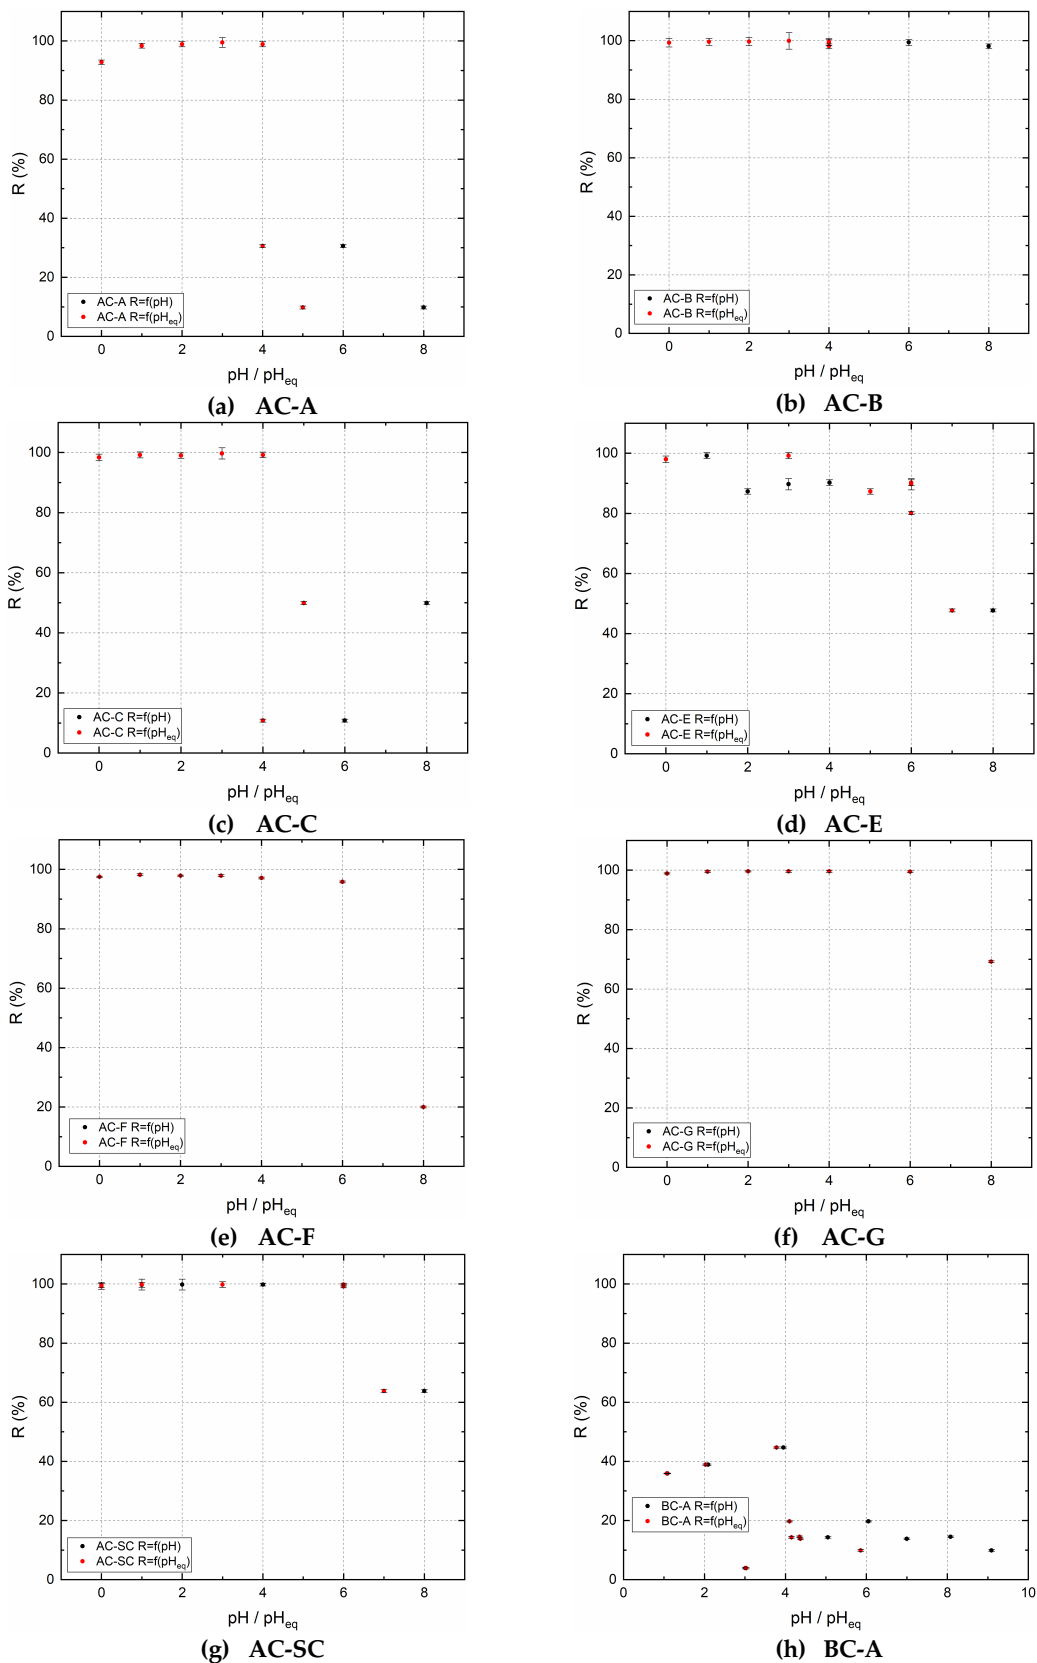 100
80
60
40
20
0
R (%)
AC-A R=f(pH)
AC-A R=f(pHeq)
0 2 4 6 8
pH / pHeq
(a) AC-A
100
80
60
40
20
0
R (%)
AC-B R=f(pH)
AC-B R=f(pHeq)
0 2 4 6 8
pH / pHeq
(b) AC-B
100
80
60
40
20
0
R (%)
AC-C R=f(pH)
AC-C R=f(pHeq)
0 2 4 6 8
pH / pHeq
(c) AC-C
100
80
60
40
20
0
R (%)
AC-E R=f(pH)
AC-E R=f(pHeq)
0 2 4 6 8
pH / pHeq
(d) AC-E
100
80
60
40
20
0
R (%)
AC-F R=f(pH)
AC-F R=f(pHeq)
0 2 4 6 8
pH / pHeq
(e) AC-F
100
80
60
40
20
0
R (%)
AC-G R=f(pH)
AC-G R=f(pHeq)
0 2 4 6 8
pH / pHeq
(f) AC-G
100
80
60
40
20
0
R (%)
AC-SC R=f(pH)
AC-SC R=f(pHeq)
0 2 4 6 8
pH / pHeq
(g) AC-SC
100
80
60
40
20
0
R (%)
BC-A R=f(pH)
BC-A R=f(pHeq)
0 2 4 6 8 10
pH / pHeq
(h) BC-A